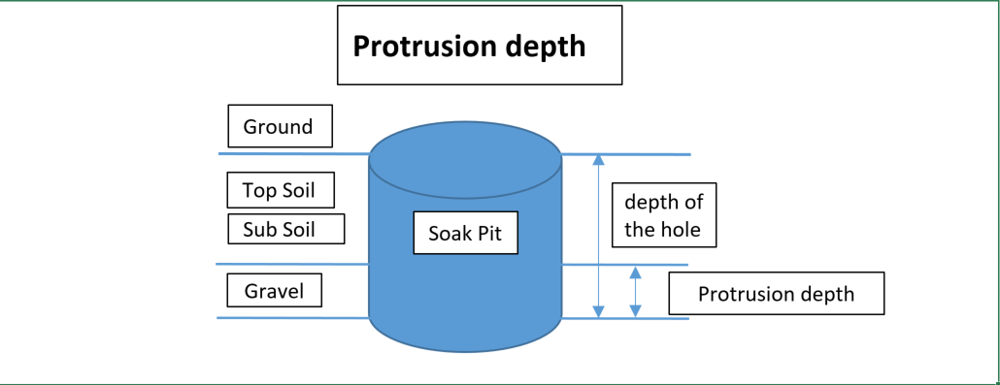 Protrusion depth
Ground
Top Soil
Sub Soil
depth of
the hole
Soak Pit
Gravel
Protrusion depth